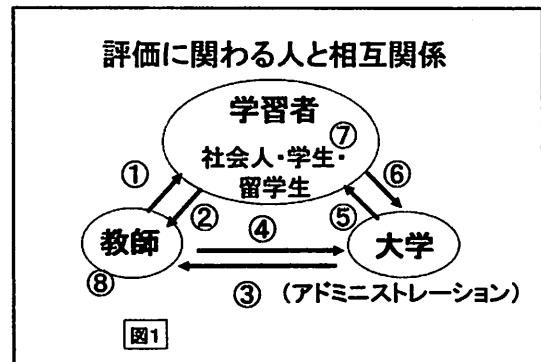 評価に関わる人と相互関係
学習者
⑦
社会人・学生・
留学生
①
②
④
⑤
⑥
教師
大学
⑧
③
(アドミニストレーション)
図1